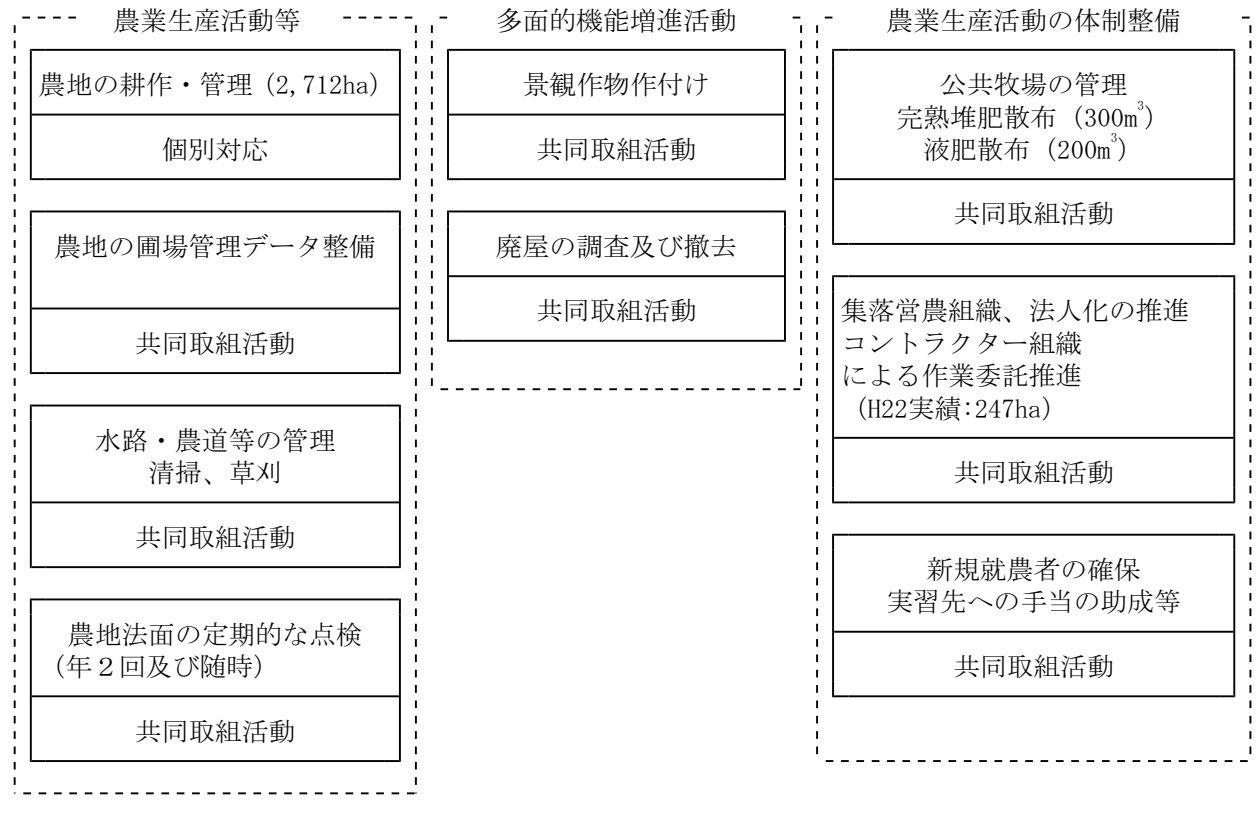 農業生産活動等
農地の耕作・管理 (2,712ha)
個別対応
農地の圃場管理データ整備
共同取組活動
水路・農道等の管理
清掃、草刈
共同取組活動
農地法面の定期的な点検
(年２回及び随時)
共同取組活動
多面的機能増進活動
景観作物作付け
共同取組活動
廃屋の調査及び撤去
共同取組活動
農業生産活動の体制整備
公共牧場の管理
完熟堆肥散布 (300m³)
液肥散布 (200m³)
共同取組活動
集落営農組織、法人化の推進
コントラクター組織
による作業委託推進
(H22実績:247ha)
共同取組活動
新規就農者の確保
実習先への手当の助成等
共同取組活動